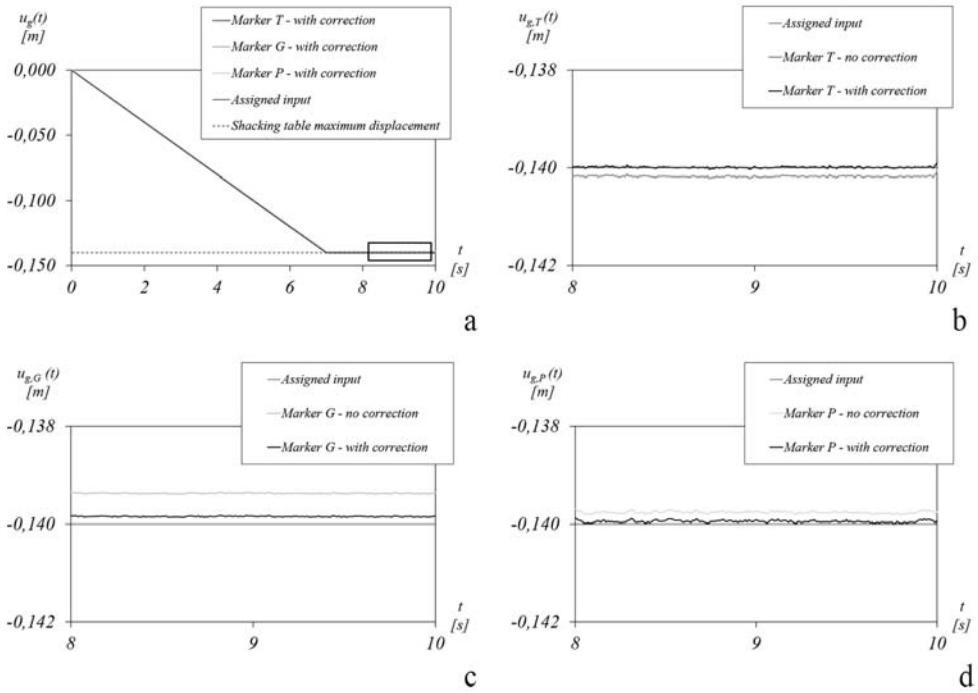 u_g(t)
[m]
Marker T - with correction
Marker G - with correction
Marker P - with correction
Assigned input
Shacking table maximum displacement
0,000
-0,050
-0,100
-0,150
0 2 4 6 8 10
t
[s]
a
u_g,T(t)
[m]
Assigned input
Marker T - no correction
Marker T - with correction
-0,138
-0,140
-0,142
8 9 10
t
[s]
b
u_g,G(t)
[m]
Assigned input
Marker G - no correction
Marker G - with correction
-0,138
-0,140
-0,142
8 9 10
t
[s]
c
u_g,P(t)
[m]
Assigned input
Marker P - no correction
Marker P - with correction
-0,138
-0,140
-0,142
8 9 10
t
[s]
d